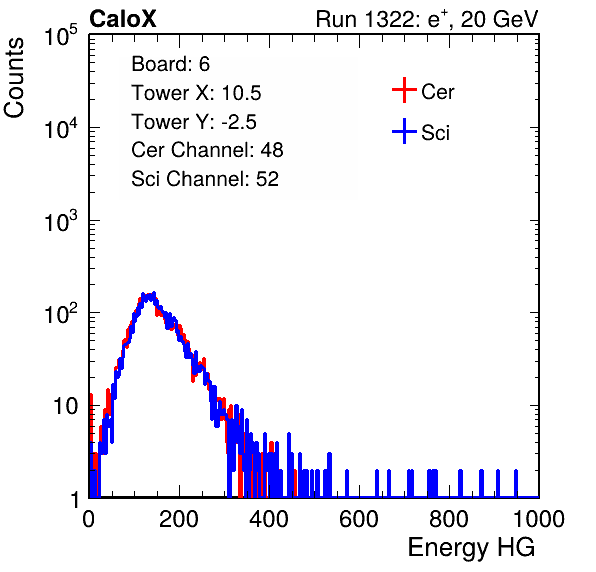 CaloX Run 1322: e⁺, 20 GeV
Board: 6
Tower X: 10.5
Tower Y: -2.5
Cer Channel: 48
Sci Channel: 52
Cer
Sci
Counts
10⁵
10⁴
10³
10²
10
1
0 200 400 600 800 1000
Energy HG